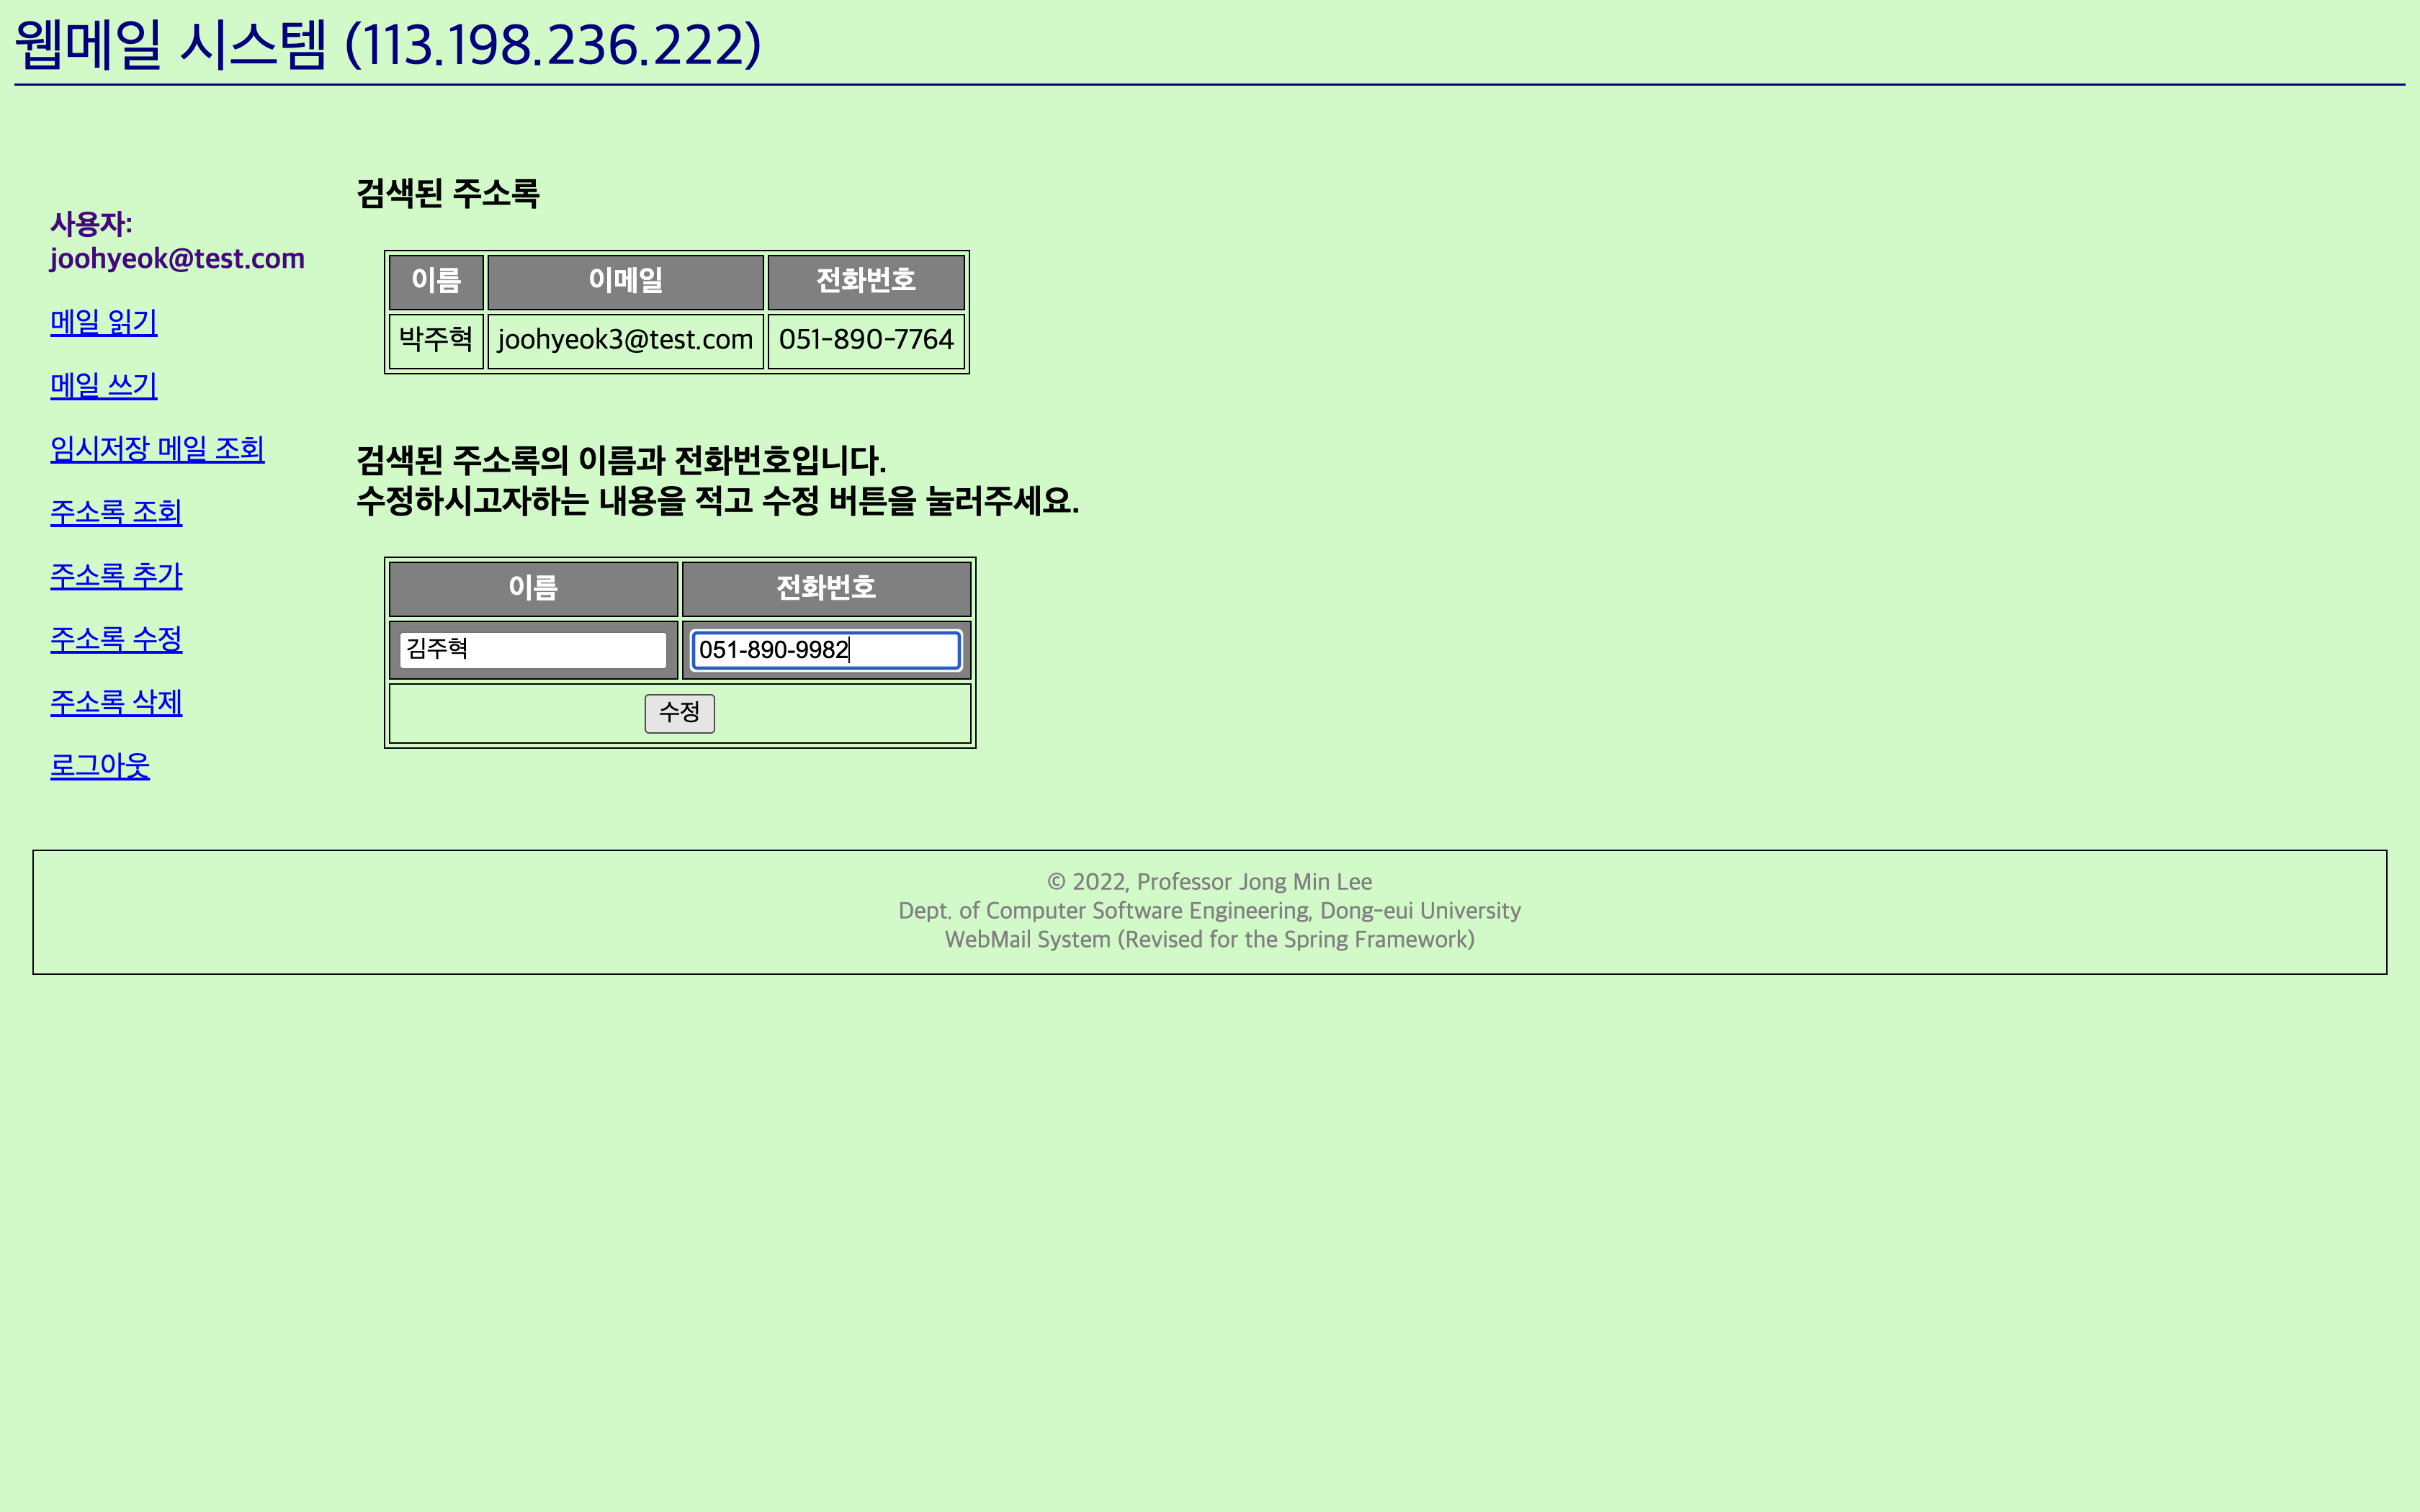 웹메일 시스템 (113.198.236.222)
사용자:
joohyeok@test.com
메일 읽기
메일 쓰기
임시저장 메일 조회
주소록 조회
주소록 추가
주소록 수정
주소록 삭제
로그아웃
검색된 주소록
이름 이메일 전화번호
박주혁 joohyeok3@test.com 051-890-7764
검색된 주소록의 이름과 전화번호입니다.
수정하시고자하는 내용을 적고 수정 버튼을 눌러주세요.
이름 전화번호
김주혁 051-890-9982
수정
© 2022, Professor Jong Min Lee
Dept. of Computer Software Engineering, Dong-eui University
WebMail System (Revised for the Spring Framework)